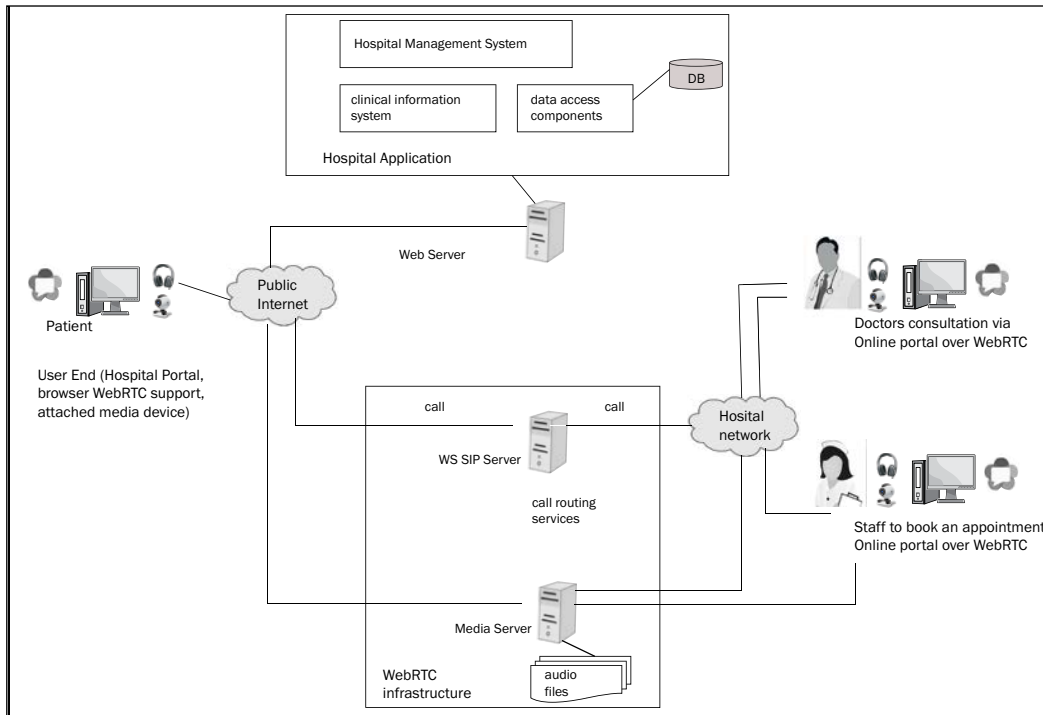 Hospital Management System
DB
clinical information
system
data access
components
Hospital Application
Web Server
Public
Internet
Patient
User End (Hospital Portal,
browser WebRTC support,
attached media device)
Doctors consultation via
Online portal over WebRTC
call
call
Hosital
network
WS SIP Server
call routing
services
Staff to book an appointment
Online portal over WebRTC
Media Server
WebRTC
infrastructure
audio
files